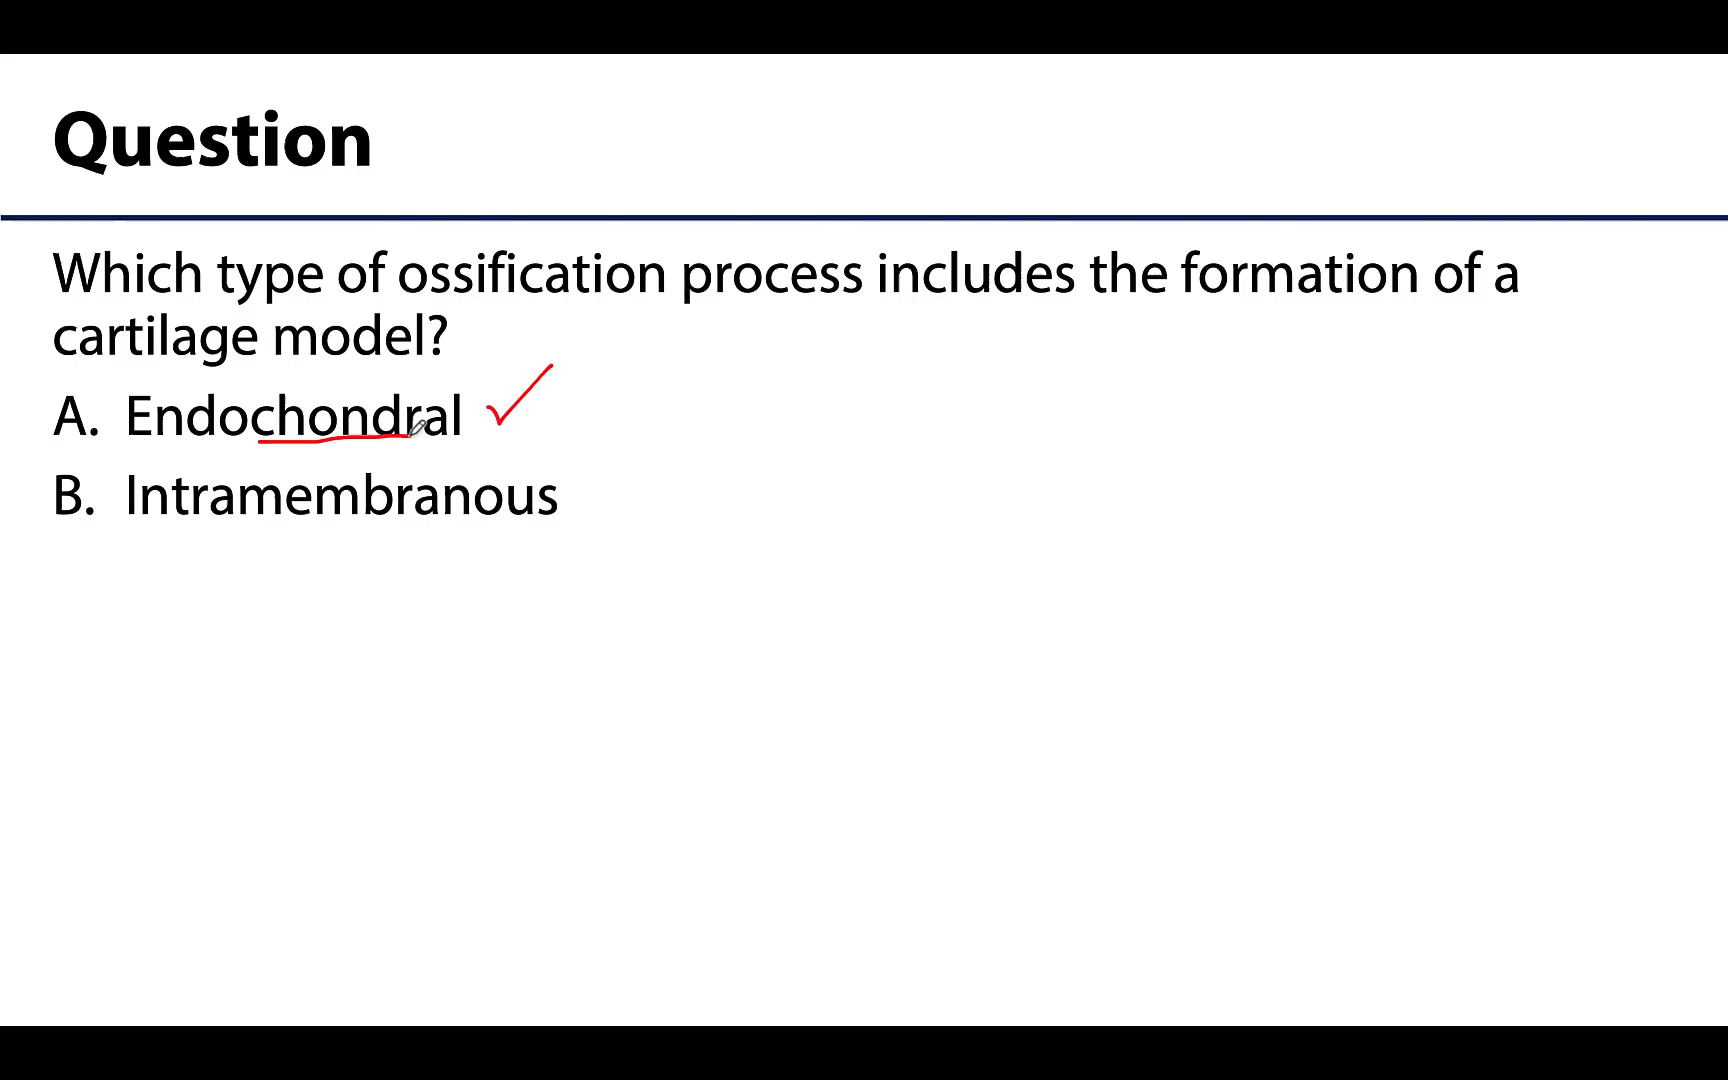 Question
Which type of ossification process includes the formation of a
cartilage model?
A. Endochondral
B. Intramembranous